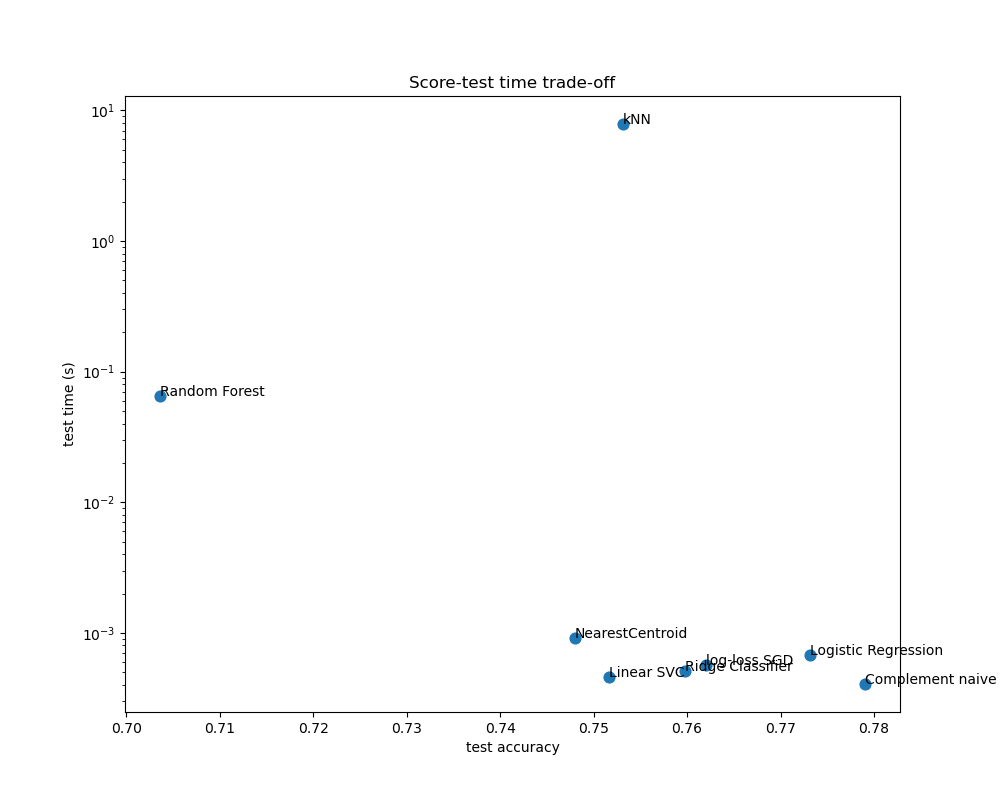 Score-test time trade-off
10¹
kNN
10⁰
test time (s)
10⁻¹
Random Forest
10⁻²
10⁻³
NearestCentroid
Logistic Regression
log-loss SGD
Ridge Classifier
Linear SVC
Complement naive
0.70 0.71 0.72 0.73 0.74 0.75 0.76 0.77 0.78
test accuracy